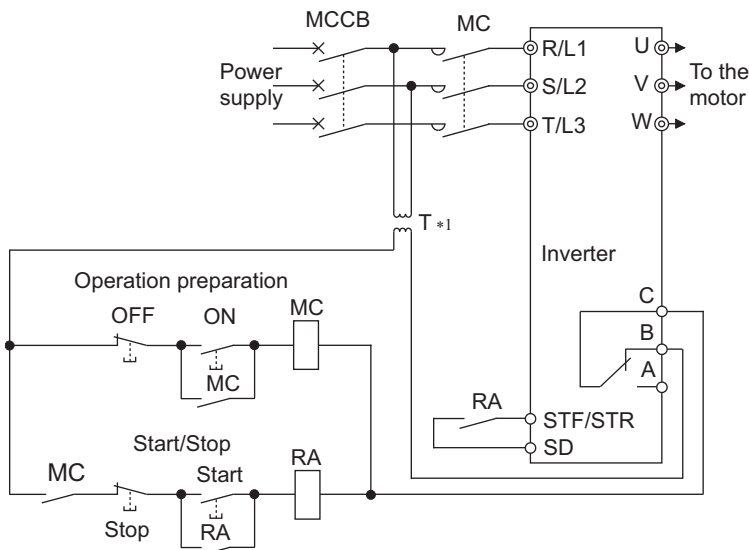 MCCB
MC
R/L1
U
Power
supply
S/L2
V
To the
motor
T/L3
W
T *1
Inverter
Operation preparation
OFF
ON
MC
C
B
MC
A
RA
STF/STR
SD
Start/Stop
MC
Start
RA
Stop
RA